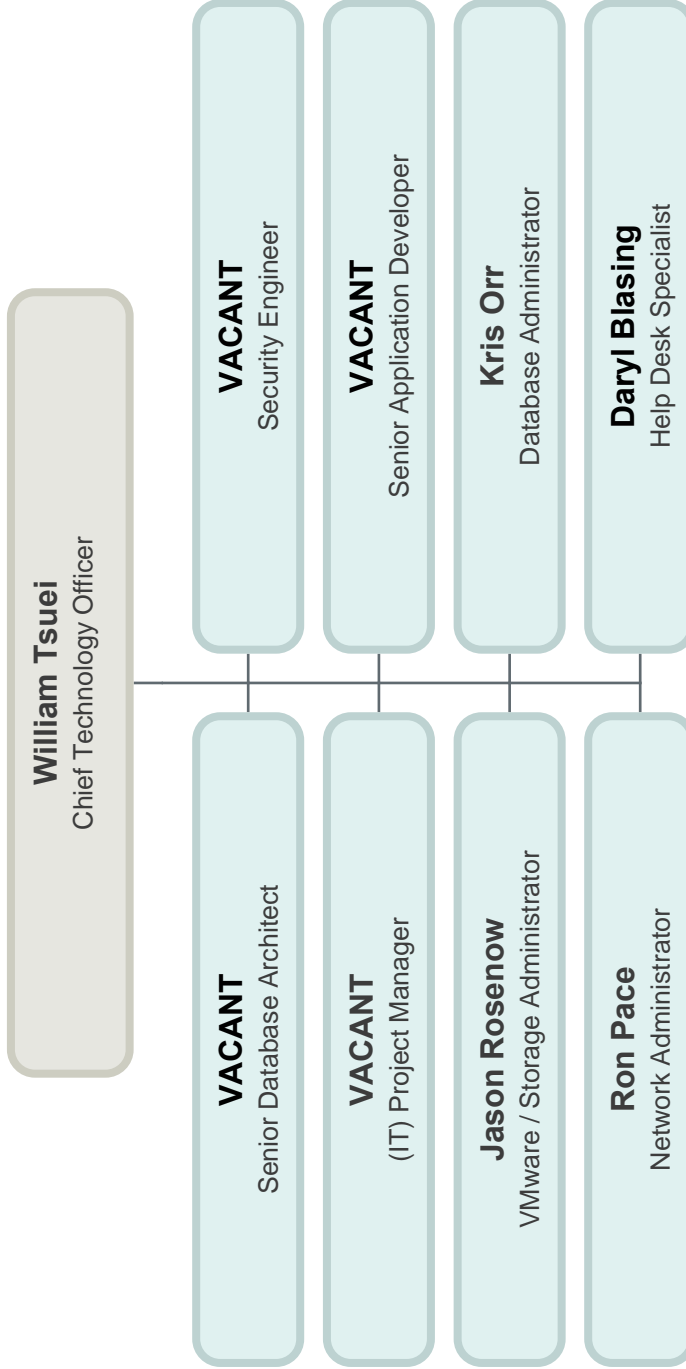 William Tsuei
Chief Technology Officer
VACANT
Senior Database Architect
VACANT
Security Engineer
VACANT
(IT) Project Manager
VACANT
Senior Application Developer
Jason Rosenow
VMware / Storage Administrator
Kris Orr
Database Administrator
Ron Pace
Network Administrator
Daryl Blasing
Help Desk Specialist